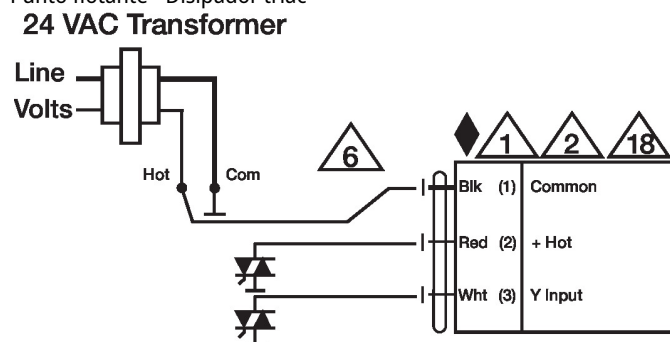 Punto flotante - Disipador triac
24 VAC Transformer
Line
Volts
Hot
Com
6
1
2
18
Blk (1) Common
Red (2) + Hot
Wht (3) Y Input